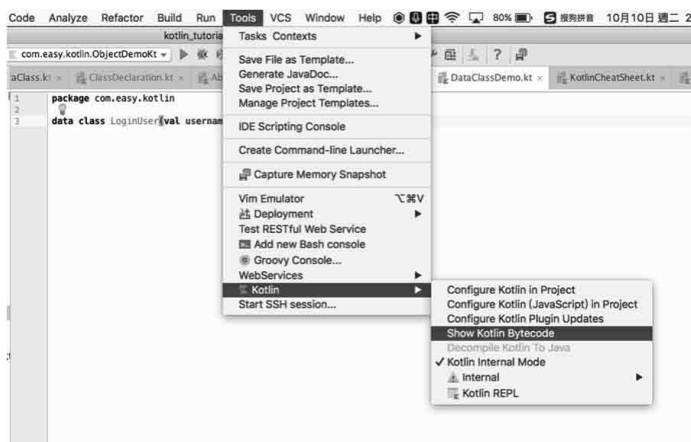 Code Analyze Refactor Build Run Tools VCS Window Help 80% 搜狗拼音 10月10日 週二
kotlin_tutoria
com.easy.kotlin.ObjectDemoKt
aClass.kt ClassDeclaration.kt Ab DataClassDemo.kt KotlinCheatSheet.kt
1 package com.easy.kotlin
2
3 data class LoginUser(val usernam
Tasks Contexts
Save File as Template...
Generate JavaDoc...
Save Project as Template...
Manage Project Templates...
IDE Scripting Console
Create Command-line Launcher...
Capture Memory Snapshot
Vim Emulator ⌥⌘V
Deployment
Test RESTful Web Service
Add new Bash console
Groovy Console...
WebServices
Kotlin
Start SSH session...
Configure Kotlin in Project
Configure Kotlin (JavaScript) in Project
Configure Kotlin Plugin Updates
Show Kotlin Bytecode
Decompile Kotlin To Java
✓ Kotlin Internal Mode
Internal
Kotlin REPL